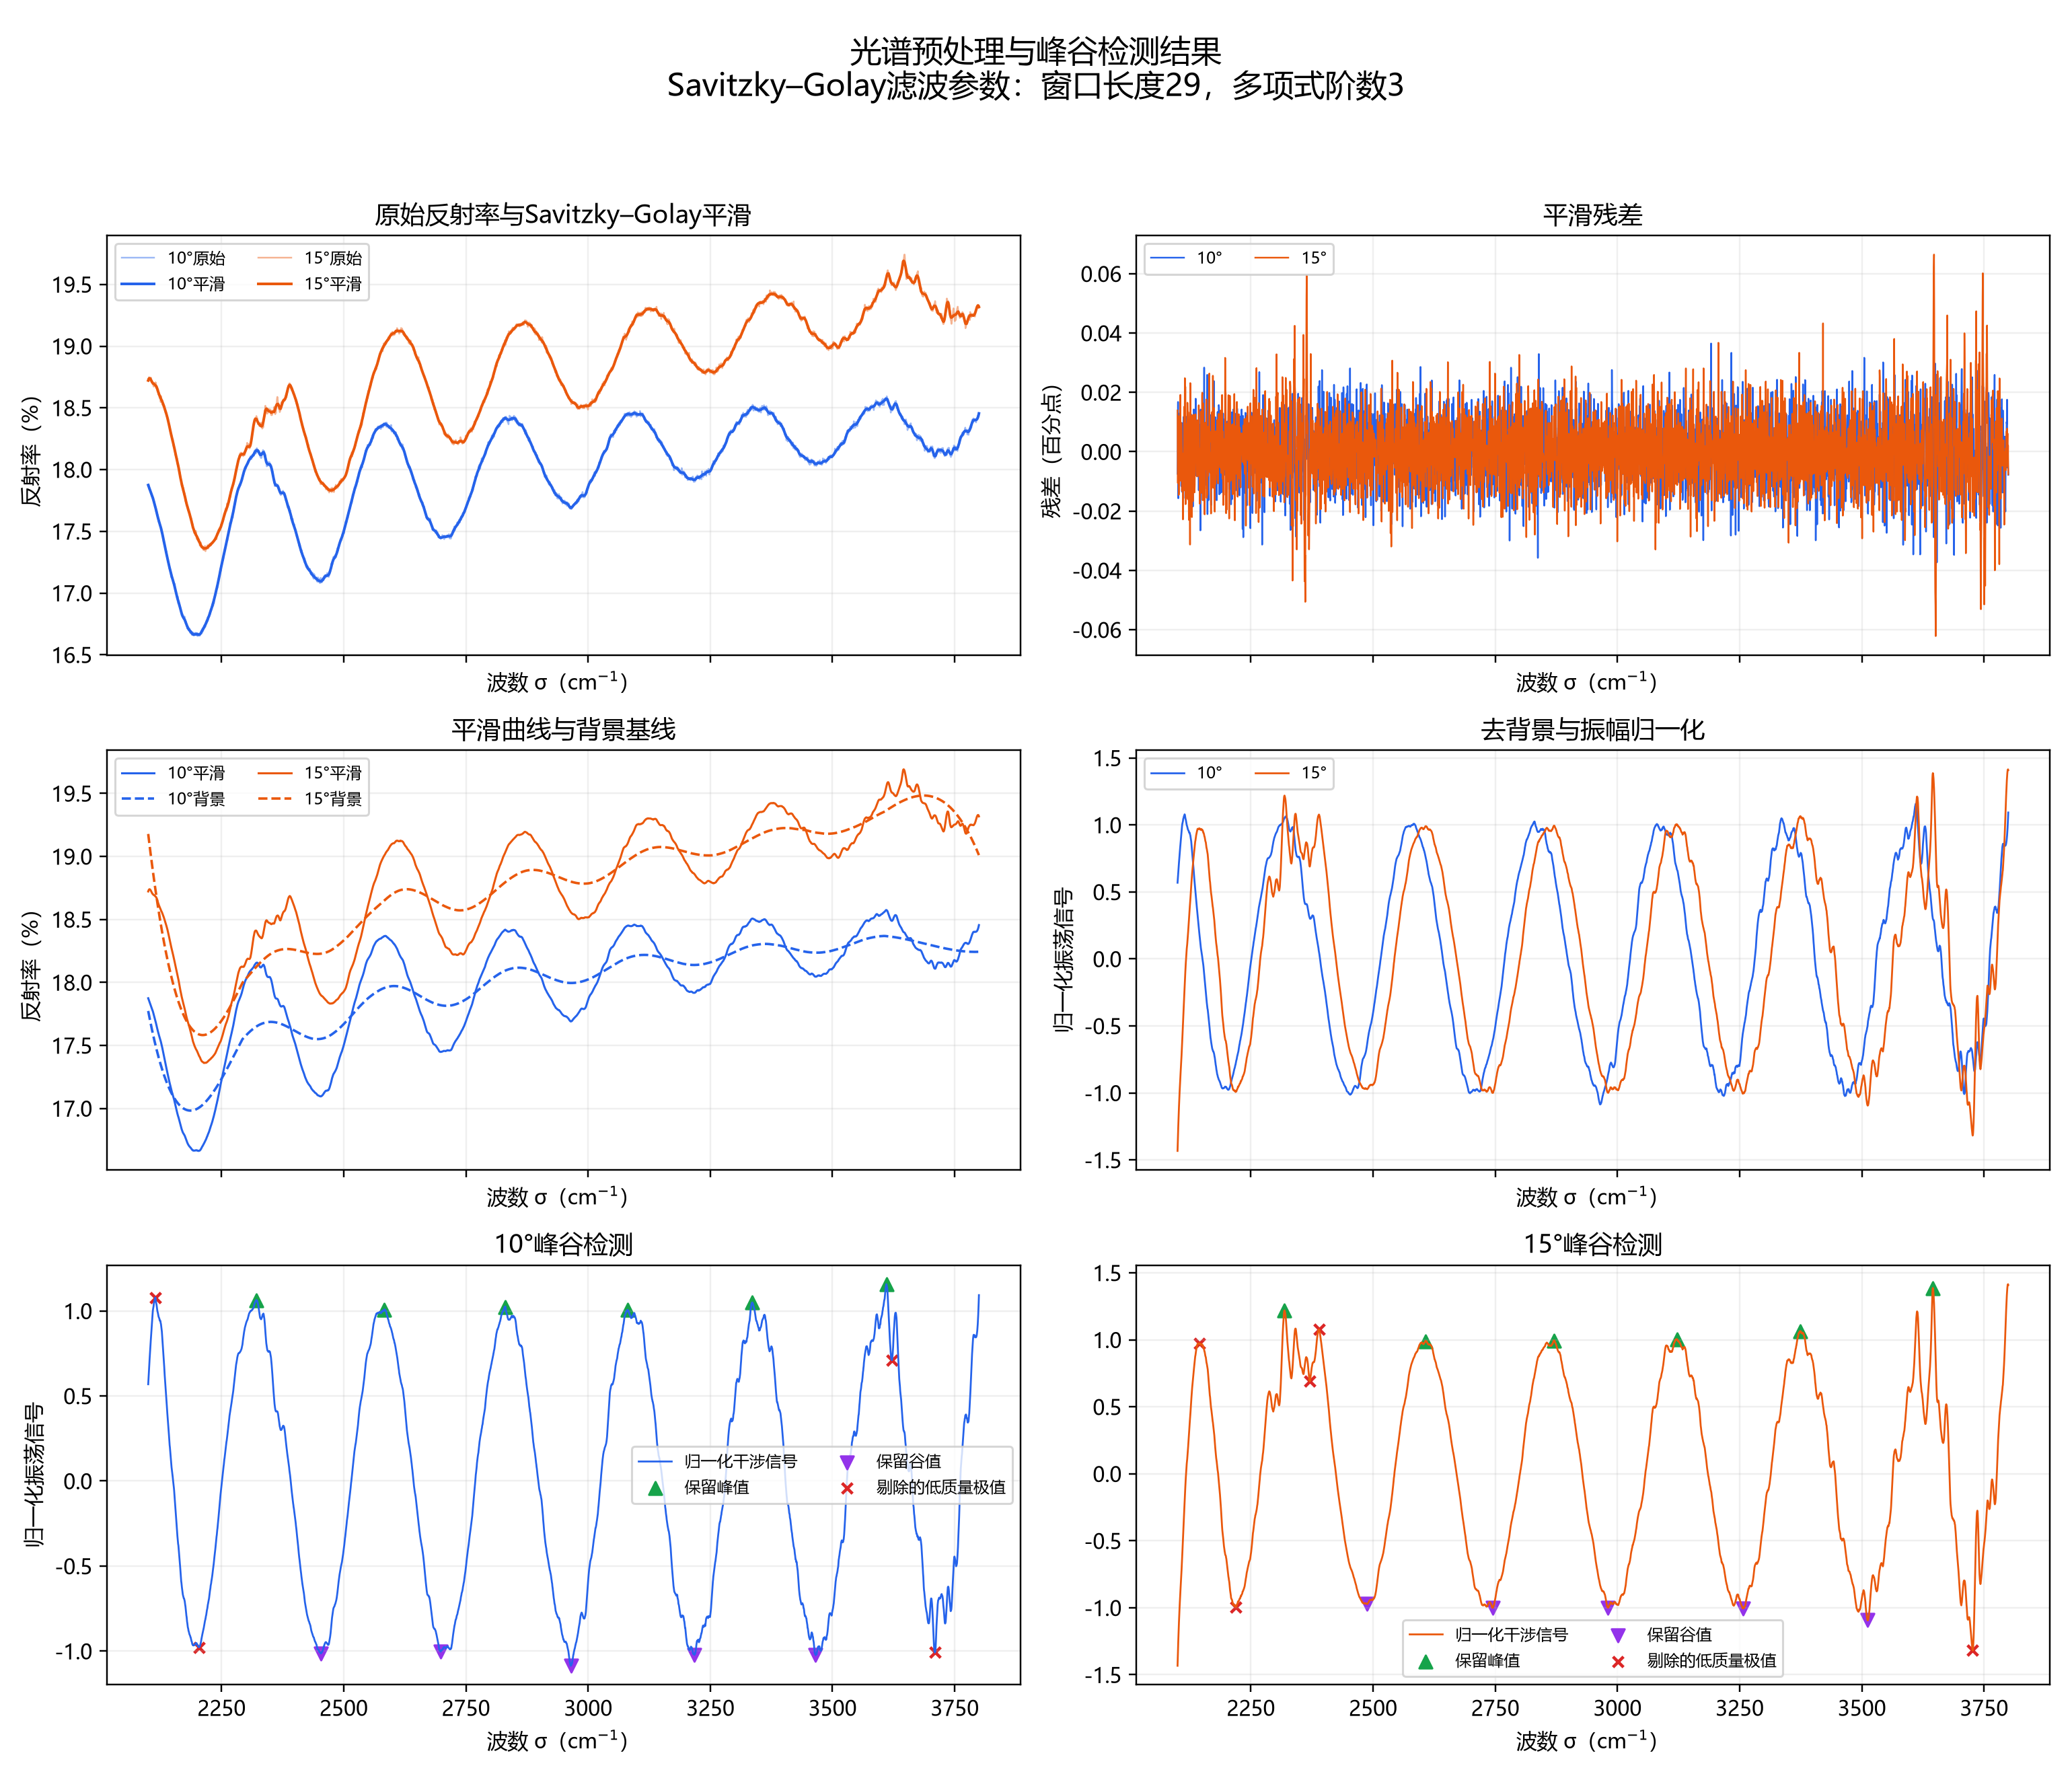 光谱预处理与峰谷检测结果
Savitzky–Golay滤波参数：窗口长度29，多项式阶数3
原始反射率与Savitzky–Golay平滑
10°原始 15°原始
10°平滑 15°平滑
反射率（%）
19.5
19.0
18.5
18.0
17.5
17.0
16.5
波数 σ（cm⁻¹）
平滑残差
10° 15°
残差（百分点）
0.06
0.04
0.02
0.00
-0.02
-0.04
-0.06
波数 σ（cm⁻¹）
平滑曲线与背景基线
10°平滑 15°平滑
10°背景 15°背景
反射率（%）
19.5
19.0
18.5
18.0
17.5
17.0
波数 σ（cm⁻¹）
去背景与振幅归一化
10° 15°
归一化振荡信号
1.5
1.0
0.5
0.0
-0.5
-1.0
-1.5
波数 σ（cm⁻¹）
10°峰谷检测
归一化振荡信号
1.0
0.5
0.0
-0.5
-1.0
归一化干涉信号 保留谷值
保留峰值 剔除的低质量极值
2250 2500 2750 3000 3250 3500 3750
波数 σ（cm⁻¹）
15°峰谷检测
1.5
1.0
0.5
0.0
-0.5
-1.0
-1.5
归一化干涉信号 保留谷值
保留峰值 剔除的低质量极值
2250 2500 2750 3000 3250 3500 3750
波数 σ（cm⁻¹）